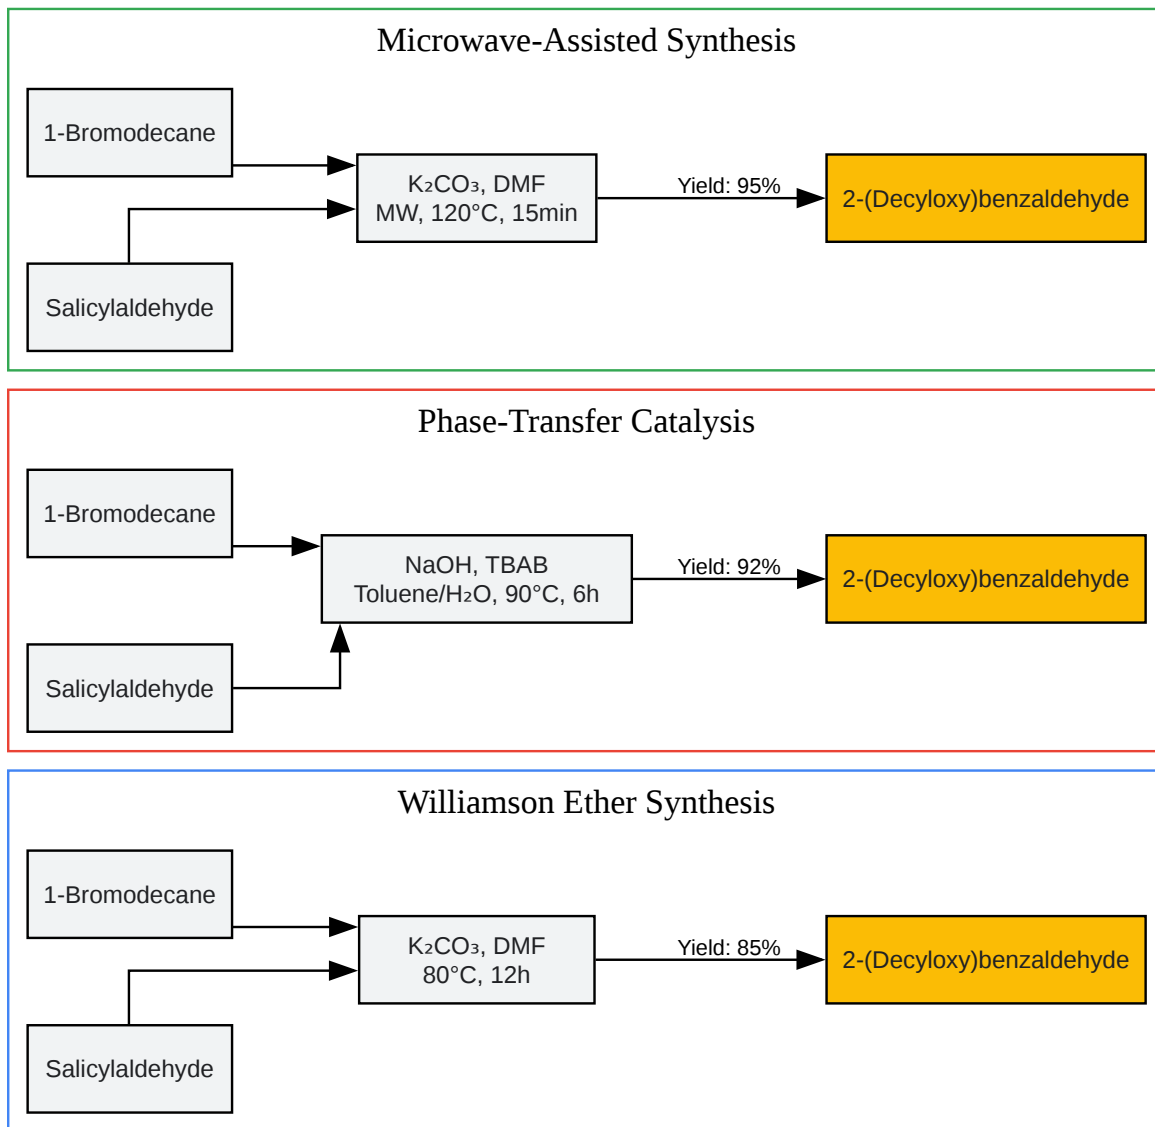 Microwave-Assisted Synthesis
1-Bromodecane
Salicylaldehyde
K₂CO₃, DMF
MW, 120°C, 15min
Yield: 95%
2-(Decyloxy)benzaldehyde
Phase-Transfer Catalysis
1-Bromodecane
Salicylaldehyde
NaOH, TBAB
Toluene/H₂O, 90°C, 6h
Yield: 92%
2-(Decyloxy)benzaldehyde
Williamson Ether Synthesis
1-Bromodecane
Salicylaldehyde
K₂CO₃, DMF
80°C, 12h
Yield: 85%
2-(Decyloxy)benzaldehyde